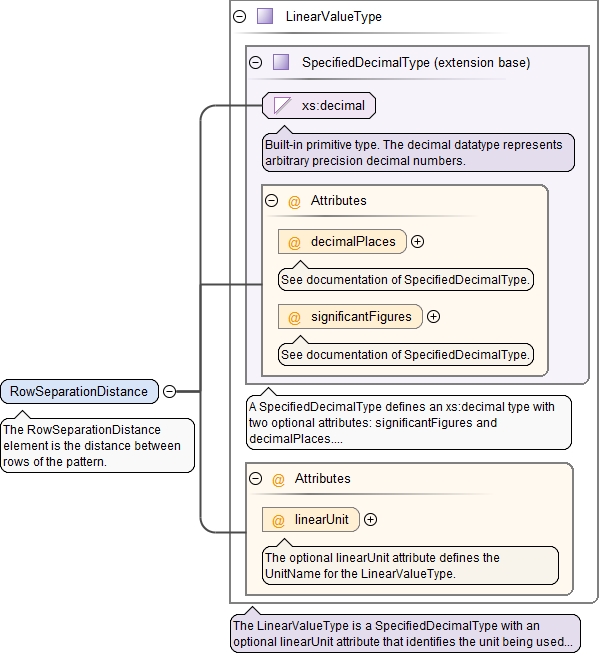 LinearValueType
SpecifiedDecimalType (extension base)
xs:decimal
Built-in primitive type. The decimal datatype represents
arbitrary precision decimal numbers.
@ Attributes
@ decimalPlaces
See documentation of SpecifiedDecimalType.
@ significantFigures
See documentation of SpecifiedDecimalType.
RowSeparationDistance
The RowSeparationDistance
element is the distance between
rows of the pattern.
A SpecifiedDecimalType defines an xs:decimal type with
two optional attributes: significantFigures and
decimalPlaces....
@ Attributes
@ linearUnit
The optional linearUnit attribute defines the
UnitName for the LinearValueType.
The LinearValueType is a SpecifiedDecimalType with an
optional linearUnit attribute that identifies the unit being used...